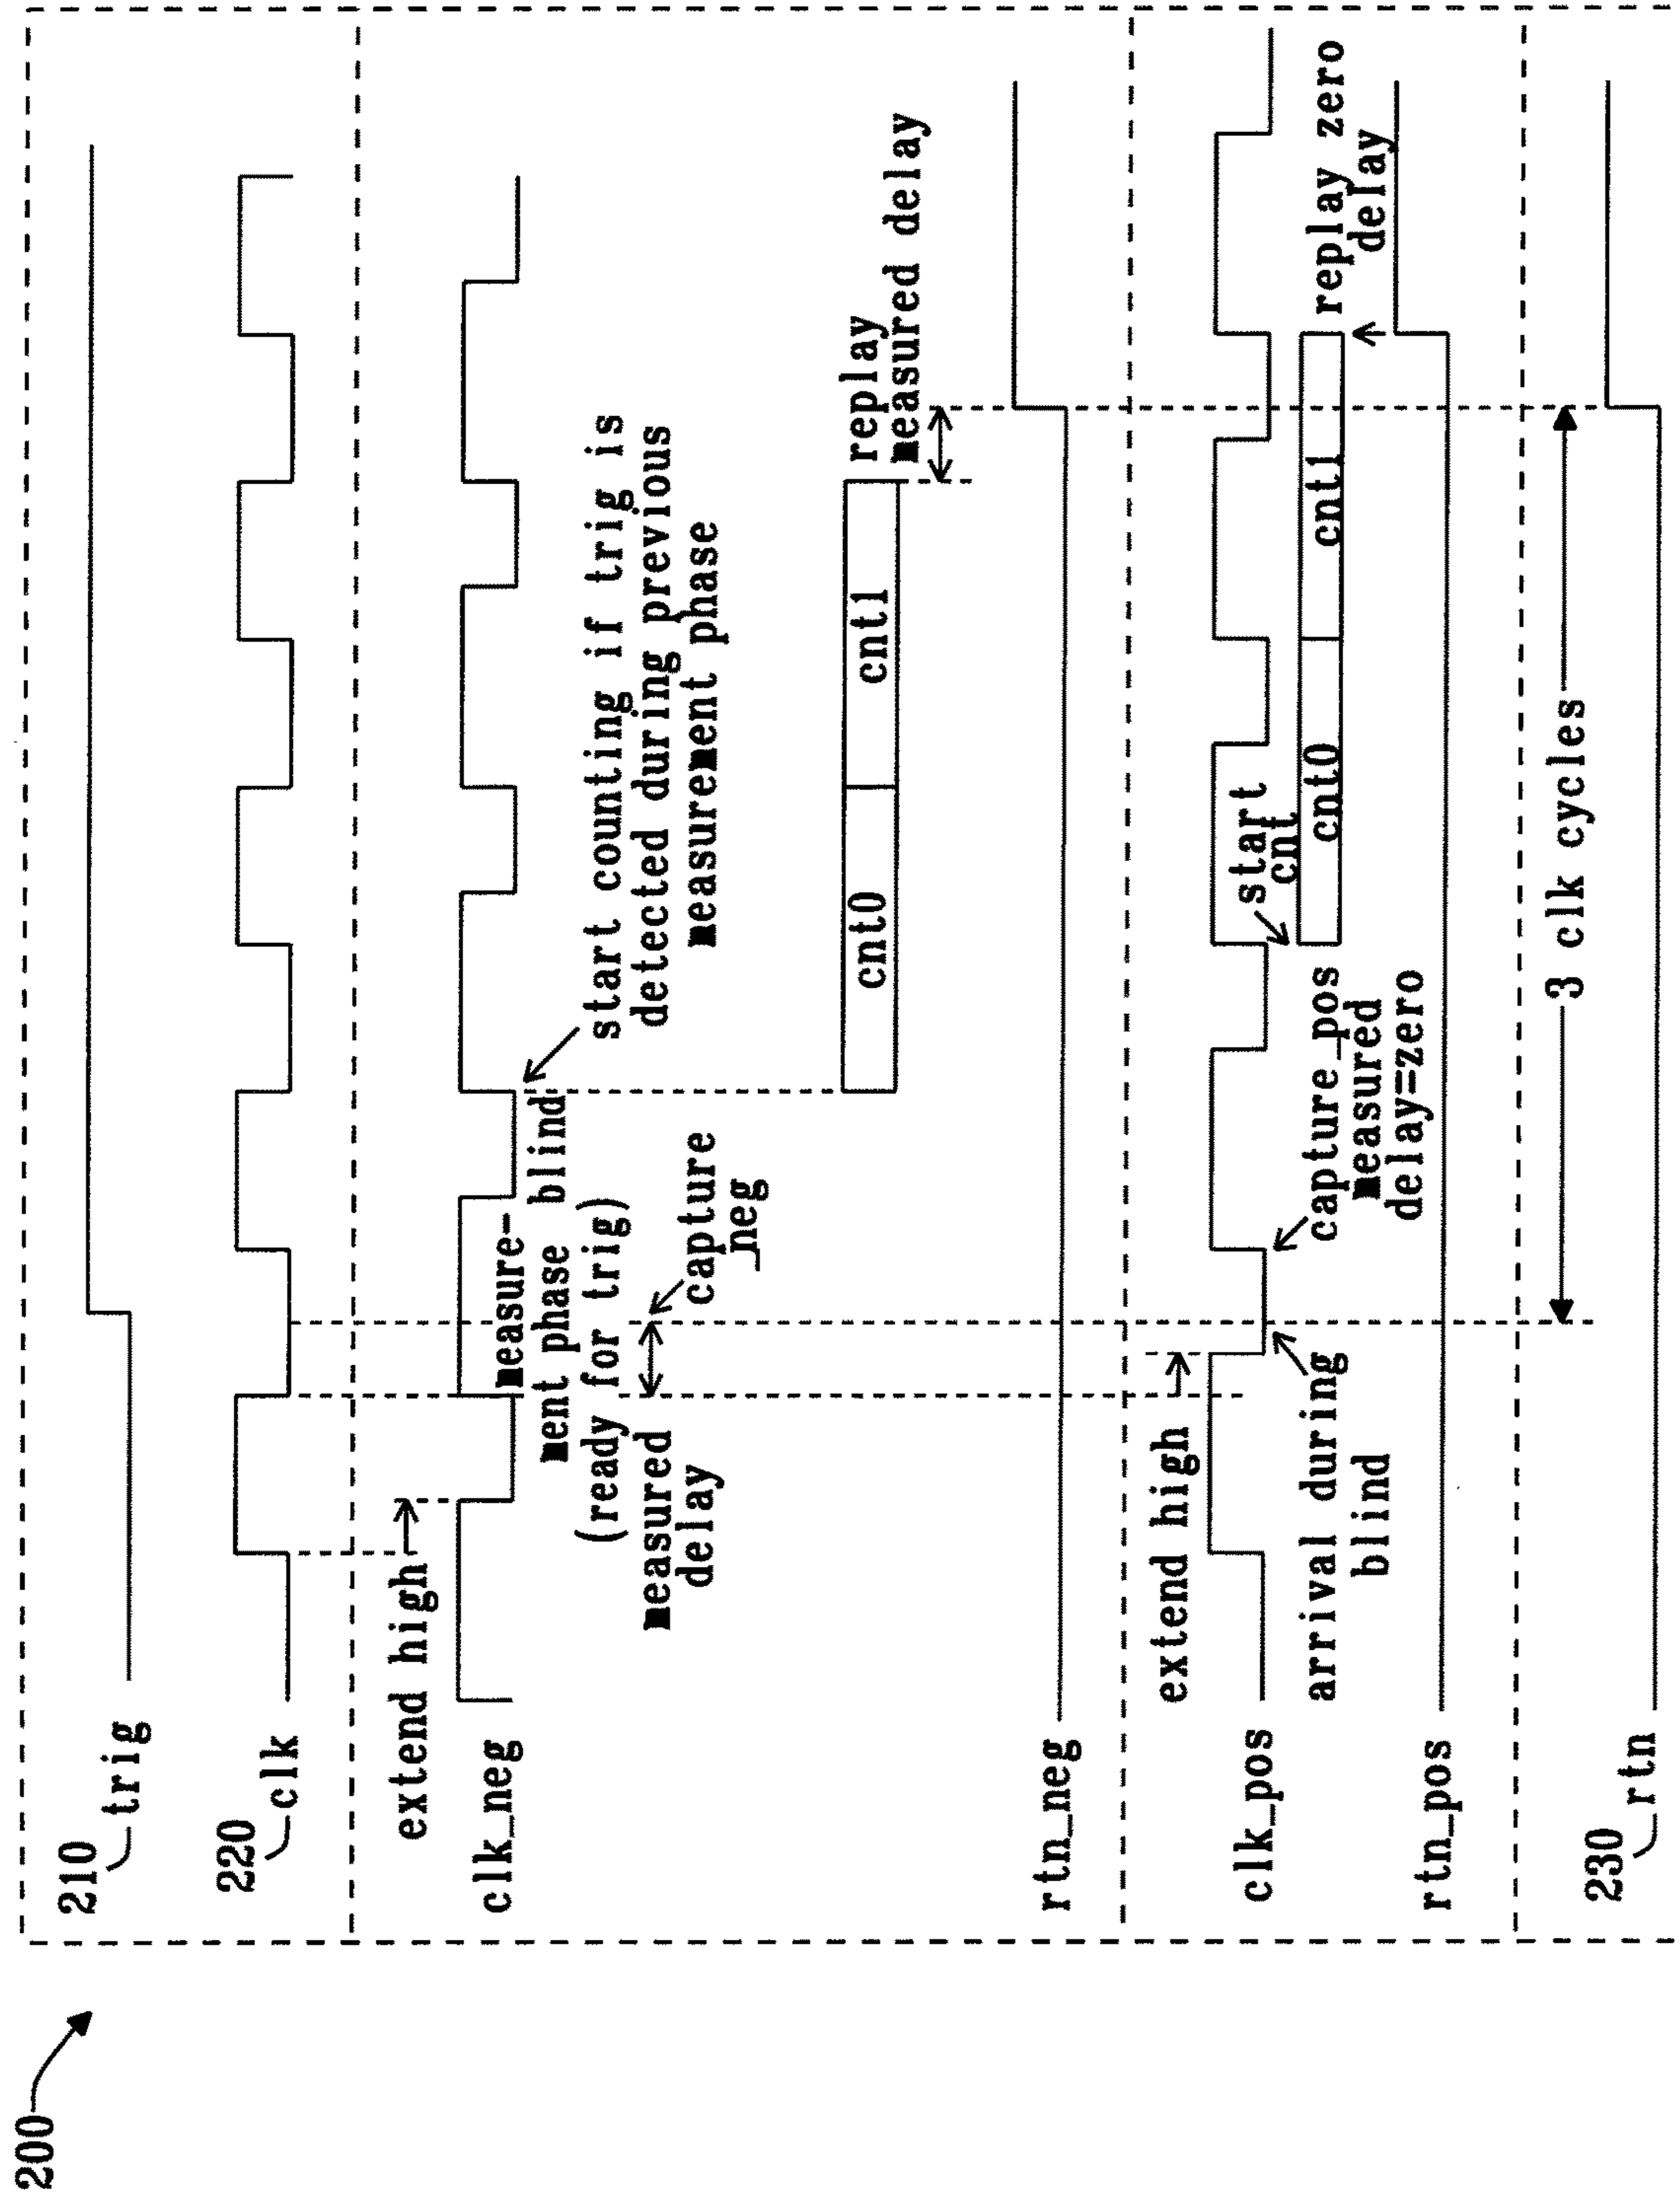 200
210
trig
220
clk
extend high
clk_neg
measure-
ment phase
(ready for trig)
blind
start counting if trig is
detected during previous
measurement phase
measured
delay
capture
_neg
cnt0
cnt1
replay
measured delay
rtn_neg
extend high
clk_pos
arrival during
blind
capture_pos
measured
delay=zero
start
cnt
cnt0
cnt1
replay zero
delay
rtn_pos
3 clk cycles
230
rtn